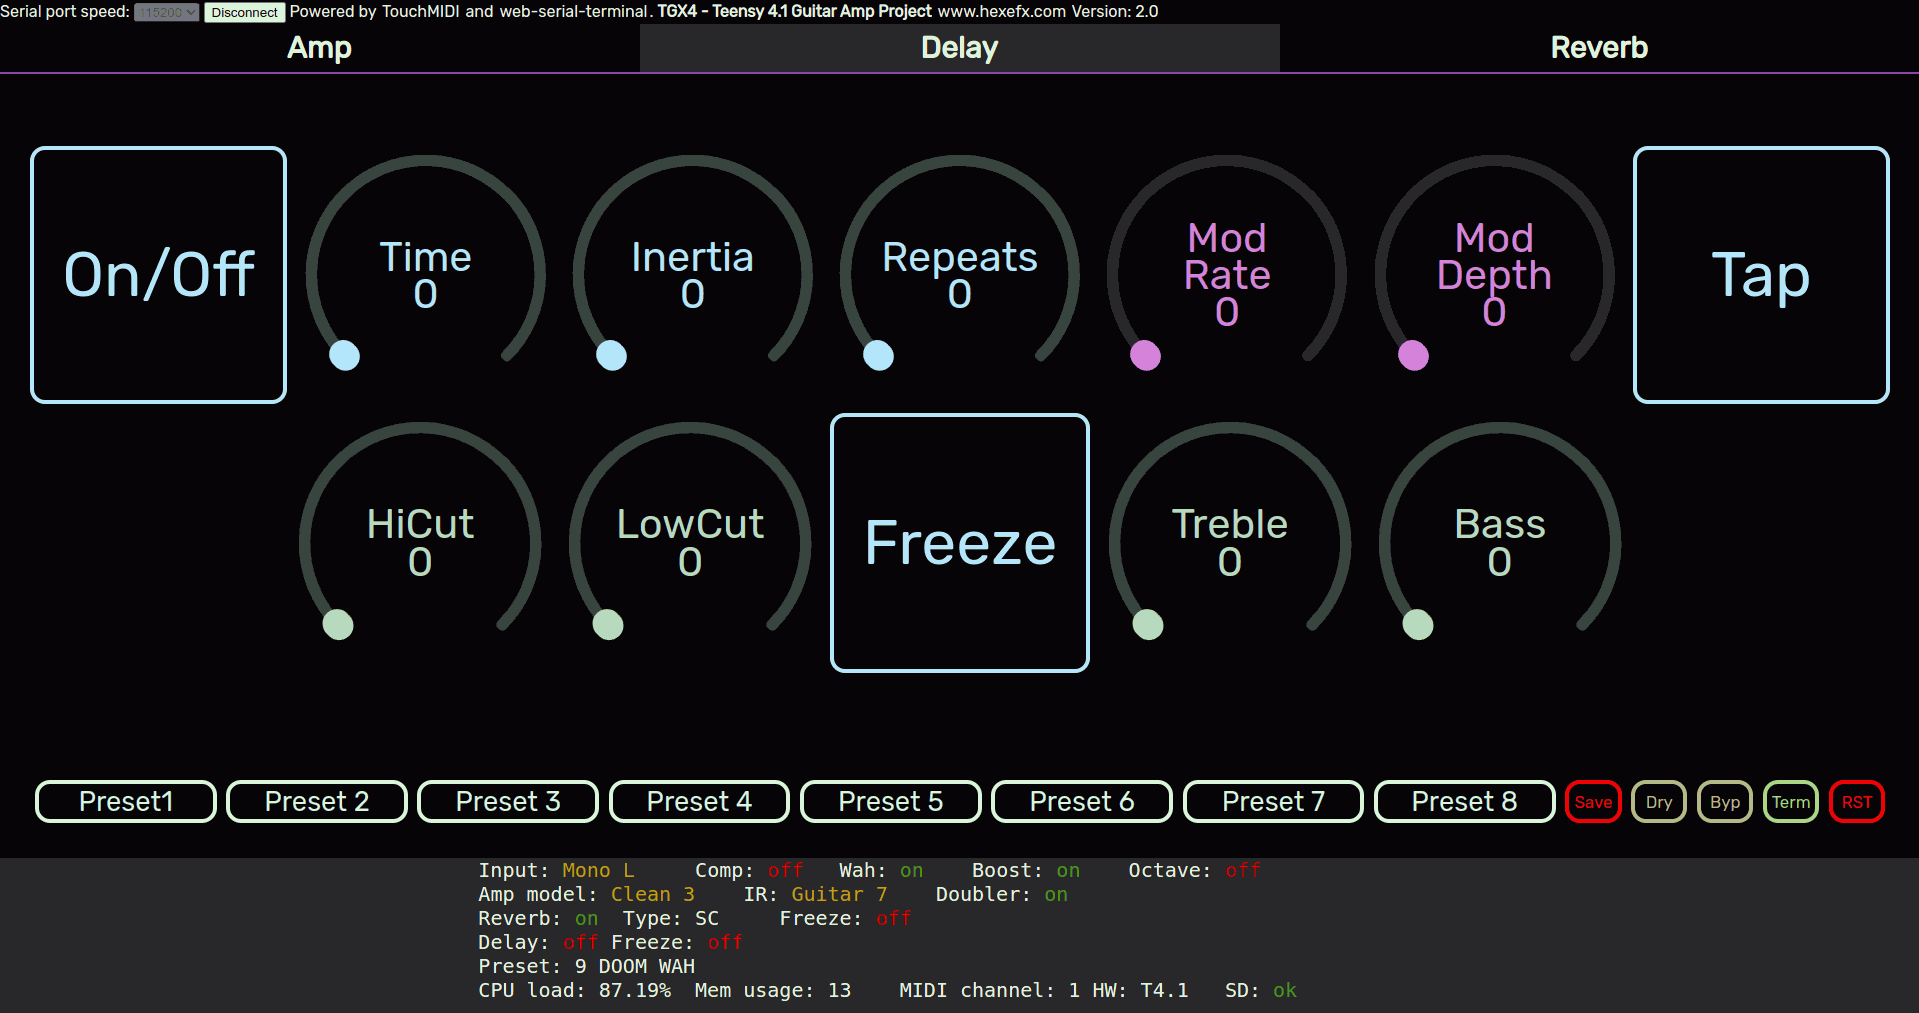 Serial port speed: 115200 Disconnect Powered by TouchMIDI and web-serial-terminal. TGX4 - Teensy 4.1 Guitar Amp Project www.hexefx.com Version: 2.0
Amp Delay Reverb
On/Off
Time
0
Inertia
0
Repeats
0
Mod
Rate
0
Mod
Depth
0
Tap
HiCut
0
LowCut
0
Freeze
Treble
0
Bass
0
Preset1 Preset 2 Preset 3 Preset 4 Preset 5 Preset 6 Preset 7 Preset 8 Save Dry Byp Term RST
Input: Mono L Comp: off Wah: on Boost: on Octave: off
Amp model: Clean 3 IR: Guitar 7 Doubler: on
Reverb: on Type: SC Freeze: off
Delay: off Freeze: off
Preset: 9 DOOM WAH
CPU load: 87.19% Mem usage: 13 MIDI channel: 1 HW: T4.1 SD: ok